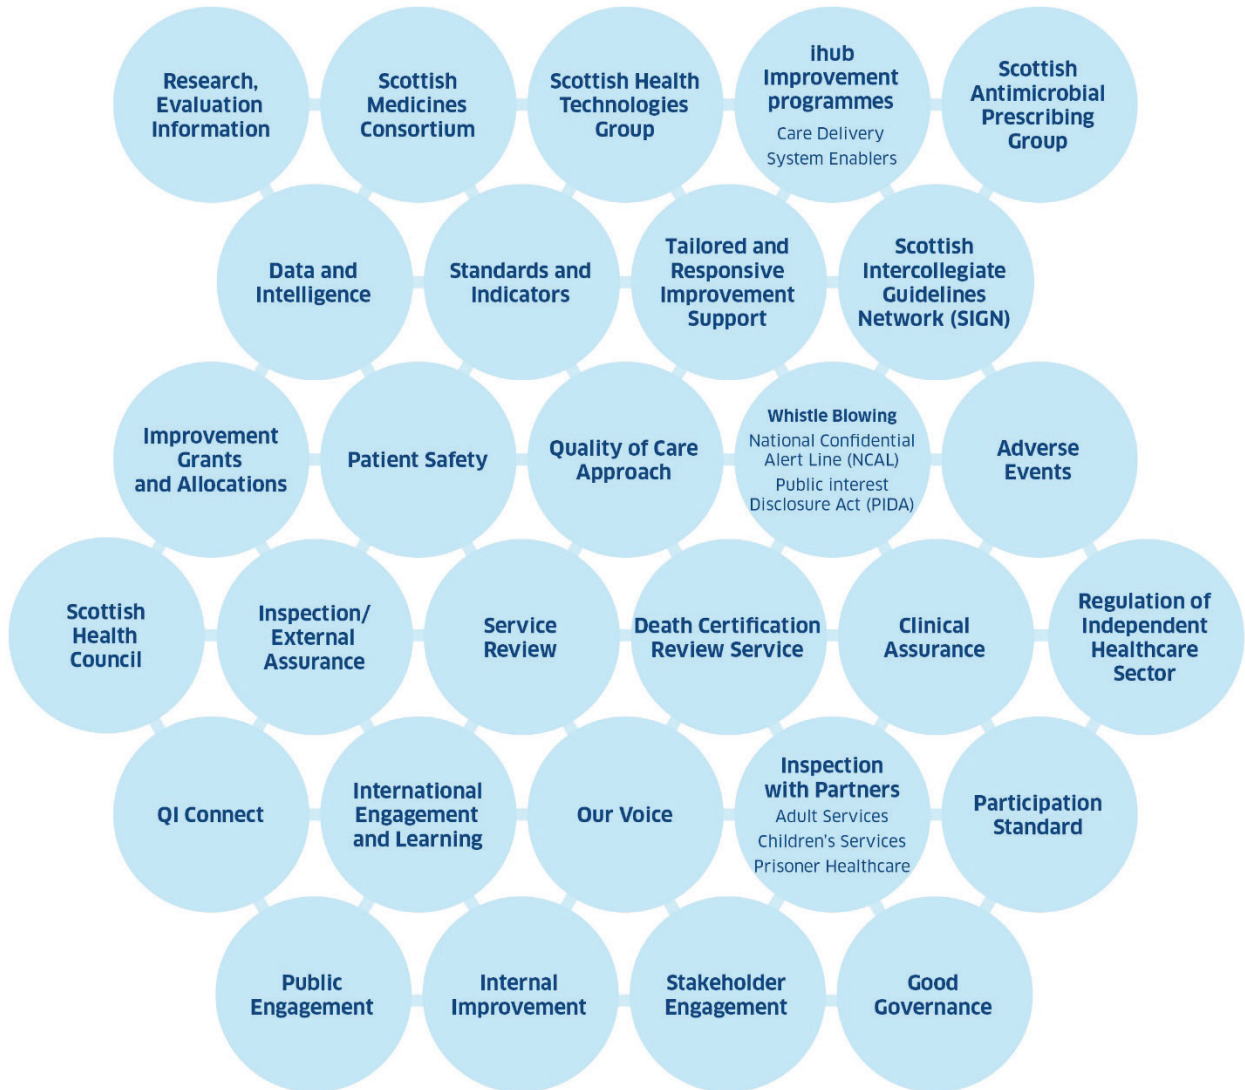 Research,
Evaluation
Information
Scottish
Medicines
Consortium
Scottish Health
Technologies
Group
ihub
Improvement
programmes
Care Delivery
System Enablers
Scottish
Antimicrobial
Prescribing
Group
Data and
Intelligence
Standards and
Indicators
Tailored and
Responsive
Improvement
Support
Scottish
Intercollegiate
Guidelines
Network (SIGN)
Improvement
Grants
and Allocations
Patient Safety
Quality of Care
Approach
Whistle Blowing
National Confidential
Alert Line (NCAL)
Public interest
Disclosure Act (PIDA)
Adverse
Events
Scottish
Health
Council
Inspection/
External
Assurance
Service
Review
Death Certification
Review Service
Clinical
Assurance
Regulation of
Independent
Healthcare
Sector
QI Connect
International
Engagement
and Learning
Our Voice
Inspection
with Partners
Adult Services
Children's Services
Prisoner Healthcare
Participation
Standard
Public
Engagement
Internal
Improvement
Stakeholder
Engagement
Good
Governance